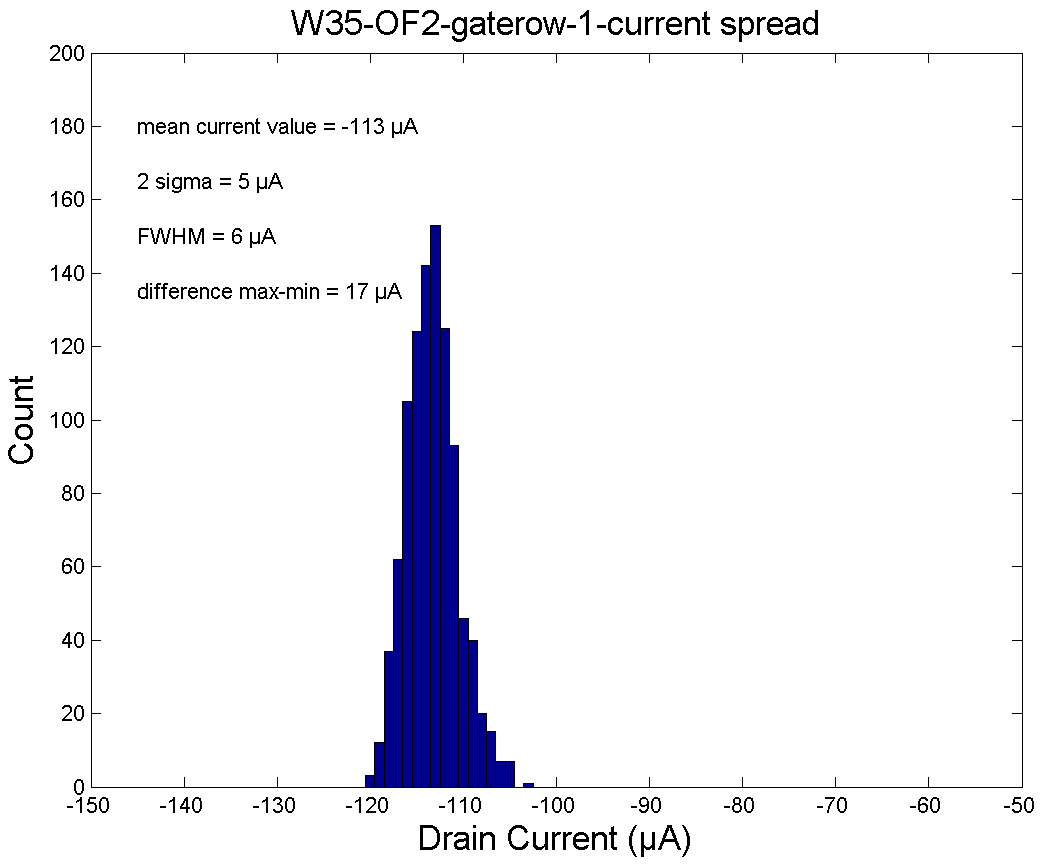 W35-OF2-gaterow-1-current spread
200
180
160
140
120
100
80
60
40
20
0
mean current value = -113 µA
2 sigma = 5 µA
FWHM = 6 µA
difference max-min = 17 µA
Count
-150 -140 -130 -120 -110 -100 -90 -80 -70 -60 -50
Drain Current (µA)